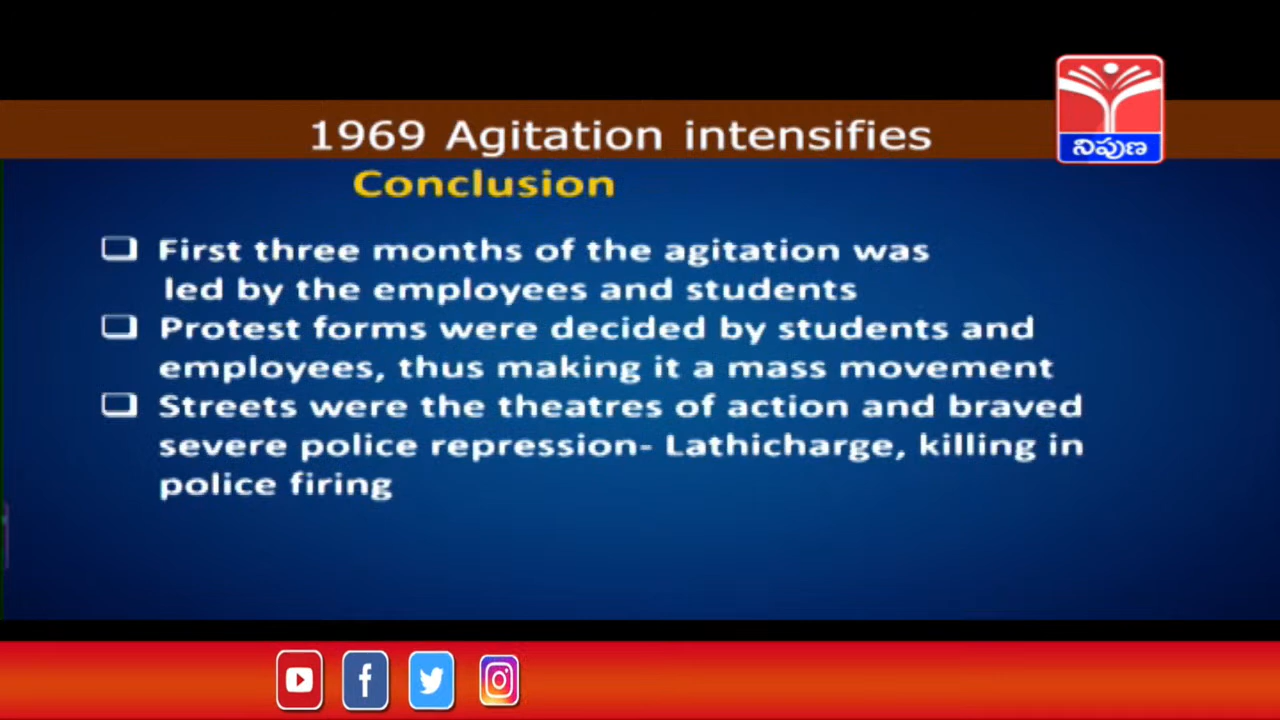 నిపుణ
1969 Agitation intensifies
Conclusion
❑ First three months of the agitation was
led by the employees and students
❑ Protest forms were decided by students and
employees, thus making it a mass movement
❑ Streets were the theatres of action and braved
severe police repression- Lathicharge, killing in
police firing